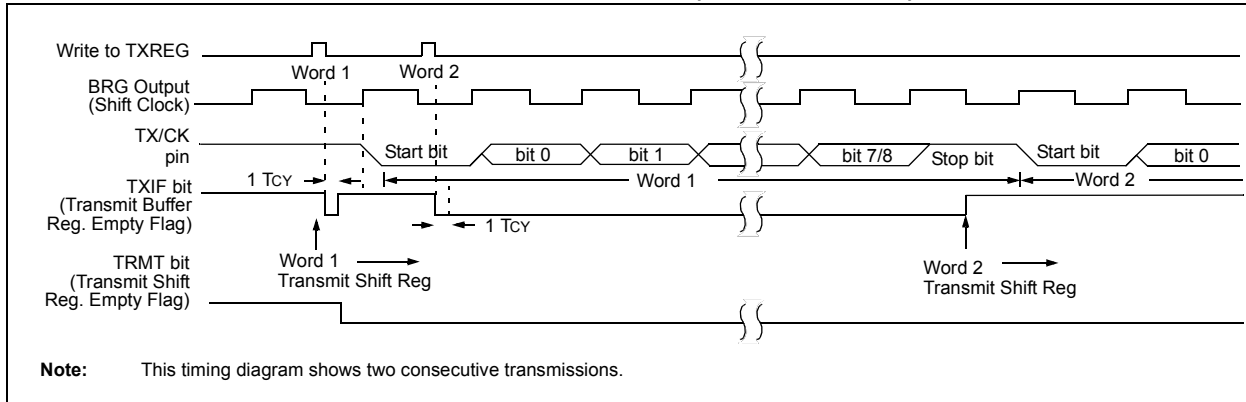 Write to TXREG
Word 1 Word 2
BRG Output
(Shift Clock)
TX/CK
pin
Start bit bit 0 bit 1 bit 7/8 Stop bit Start bit bit 0
Word 1 Word 2
1 TCY
TXIF bit
(Transmit Buffer
Reg. Empty Flag)
1 TCY
Word 1
Transmit Shift Reg
Word 2
Transmit Shift Reg
TRMT bit
(Transmit Shift
Reg. Empty Flag)
Note: This timing diagram shows two consecutive transmissions.